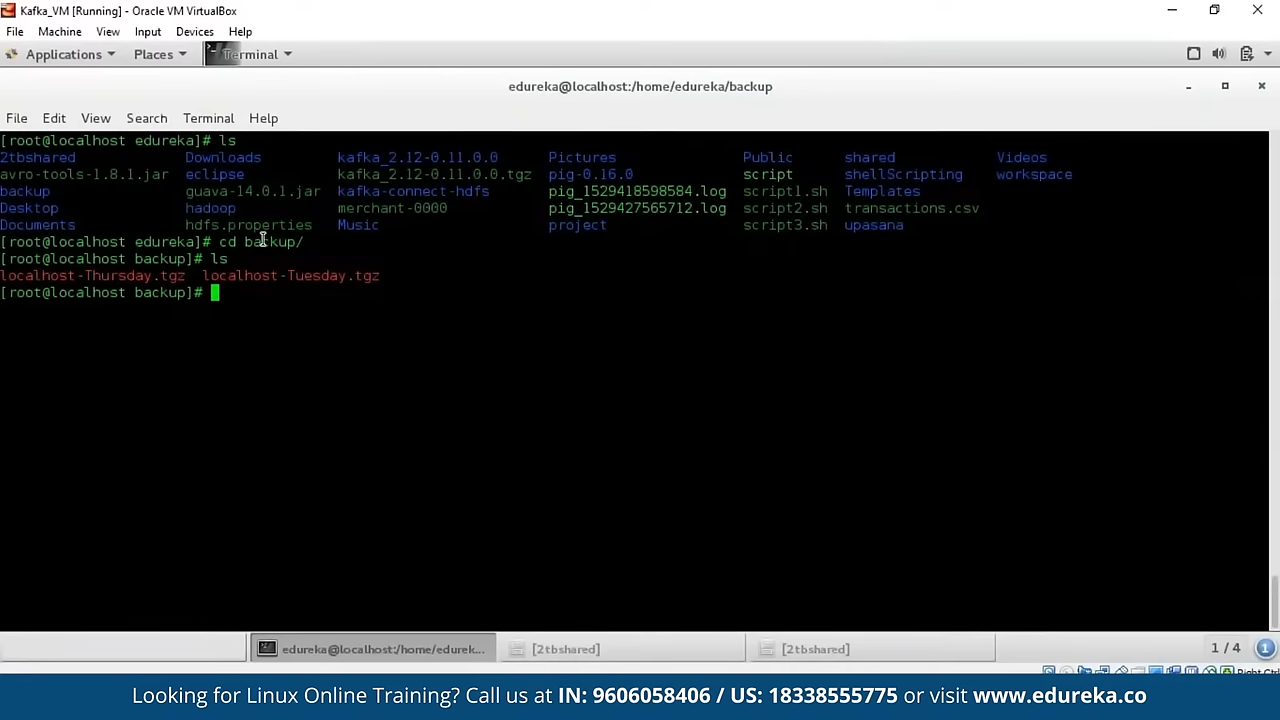 Kafka_VM [Running] - Oracle VM VirtualBox
File Machine View Input Devices Help
Applications Places Terminal
edureka@localhost:/home/edureka/backup
File Edit View Search Terminal Help
[root@localhost edureka]# ls
2tbshared Downloads kafka_2.12-0.11.0.0 Pictures Public shared Videos
avro-tools-1.8.1.jar eclipse kafka_2.12-0.11.0.0.tgz pig-0.16.0 script shellScripting workspace
backup guava-14.0.1.jar kafka-connect-hdfs pig_1529418598584.log script1.sh Templates
Desktop hadoop merchant-0000 pig_1529427565712.log script2.sh transactions.csv
Documents hdfs.properties Music project script3.sh upasana
[root@localhost edureka]# cd backup/
[root@localhost backup]# ls
localhost-Thursday.tgz localhost-Tuesday.tgz
[root@localhost backup]#
edureka@localhost:/home/edurek... [2tbshared] [2tbshared] 1 / 4 1
Right Ctrl
Looking for Linux Online Training? Call us at IN: 9606058406 / US: 18338555775 or visit www.edureka.co